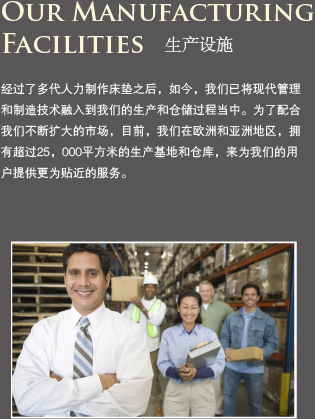 OUR MANUFACTURING
FACILITIES 生产设施
经过了多代人力制作床垫之后，如今，我们已将现代管理
和制造技术融入到我们的生产和仓储过程当中。为了配合
我们不断扩大的市场，目前，我们在欧洲和亚洲地区，拥
有超过25，000平方米的生产基地和仓库，来为我们的用
户提供更为贴近的服务。